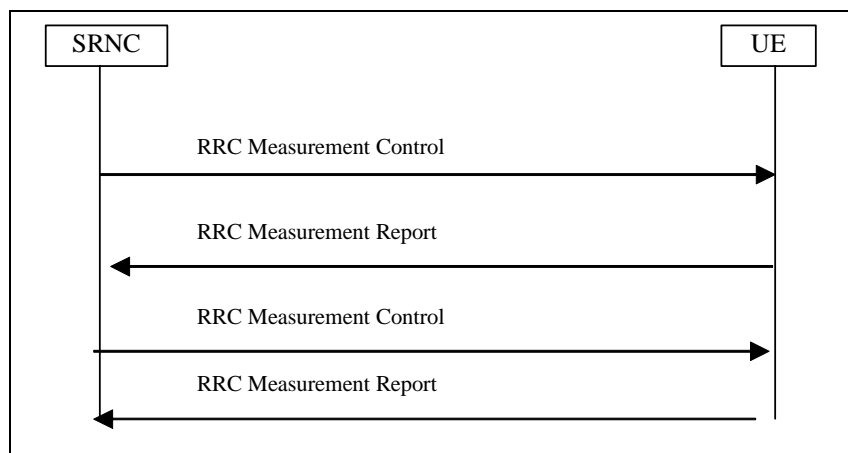 SRNC
UE
RRC Measurement Control
RRC Measurement Report
RRC Measurement Control
RRC Measurement Report